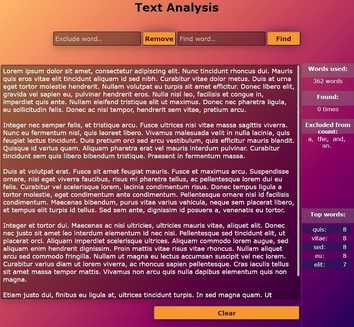 Text Analysis
Exclude word... Remove Find word... Find
Lorem ipsum dolor sit amet, consectetur adipiscing elit. Nunc tincidunt rhoncus dui. Mauris
quis eros vitae elit tincidunt aliquam id sed nibh. Curabitur vitae dolor metus. Duis at urna
eget tortor molestie hendrerit. Nullam volutpat eu turpis sit amet efficitur. Donec libero elit,
gravida vel sapien eu, pulvinar hendrerit eros. Nulla nisl leo, facilisis et congue in,
imperdiet quis ante. Nullam eleifend tristique elit ut maximus. Donec nec pharetra ligula,
eu sollicitudin felis. Donec ac nisl tempor, hendrerit sem vitae, pretium arcu.
Integer nec semper felis, et tristique arcu. Fusce ultrices nisi vitae massa sagittis viverra.
Nunc eu fermentum nisl, quis laoreet libero. Vivamus malesuada velit in nulla lacinia, quis
feugiat lectus tincidunt. Duis pretium orci sed arcu vestibulum, quis efficitur mauris blandit.
Quisque id varius quam. Aliquam pharetra erat vel mauris interdum pulvinar. Curabitur
tincidunt sem quis libero bibendum tristique. Praesent in fermentum massa.
Duis at volutpat erat. Fusce sit amet feugiat mauris. Fusce et maximus arcu. Suspendisse
ornare, nisl eget viverra faucibus, risus mi pharetra tellus, ac pellentesque lorem dui eu
felis. Curabitur vel scelerisque lorem, lacinia condimentum risus. Donec tempus ligula a
tortor molestie, eget condimentum ante condimentum. Pellentesque ornare nisl id facilisis
condimentum. Maecenas bibendum, purus vitae varius vehicula, neque sem placerat libero,
et tempus elit turpis id tellus. Sed sem ante, dignissim id posuere a, venenatis eu tortor.
Integer et tortor dui. Maecenas ac nisi ultricies, ultricies mauris vitae, aliquet elit. Donec
nec justo sit amet leo interdum elementum id nec nisl. Pellentesque sed tincidunt elit, ut
placerat orci. Aliquam imperdiet scelerisque ultrices. Aliquam commodo lorem augue, sed
aliquam enim hendrerit dignissim. Proin mattis vitae risus vitae rutrum. Nullam aliquet
arcu sed commodo fringilla. Nullam ut magna eu lectus accumsan suscipit vel nec lorem.
Curabitur varius diam ut lorem viverra, ac rhoncus sapien mollis. Cras iaculis tellus
sit amet massa tempor mattis. Vivamus non arcu quis nulla dapibus elementum quis non
magna.
Etiam justo dui, finibus eu ligula at, ultrices tincidunt turpis. In sed magna quam. Ut
Words used:
362 words
Found:
0 times
Excluded from
count:
a, the, and,
an.
Top words:
quis: 8
vitae: 8
sed: 8
eu: 8
elit: 7
Clear